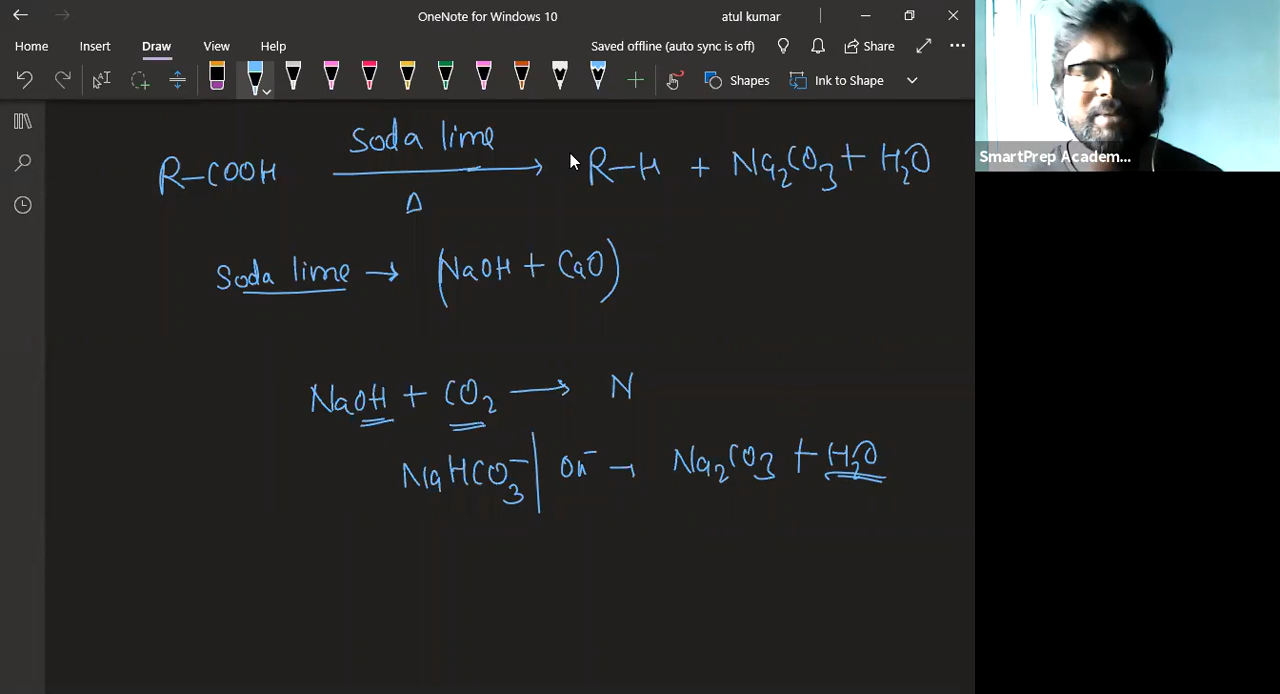 OneNote for Windows 10
atul kumar
Home Insert Draw View Help
Saved offline (auto sync is off)
Share
Shapes
Ink to Shape
SmartPrep Academ...
Soda lime
R-COOH → R-H + Na₂CO₃ + H₂O
Δ
Soda lime → (NaOH + CaO)
NaOH + CO₂ → N
NaHCO₃⁻ | OH⁻ → Na₂CO₃ + H₂O